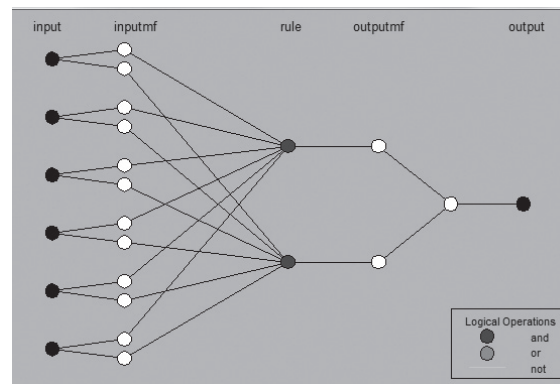 input inputmf rule outputmf output
Logical Operations
and
or
not